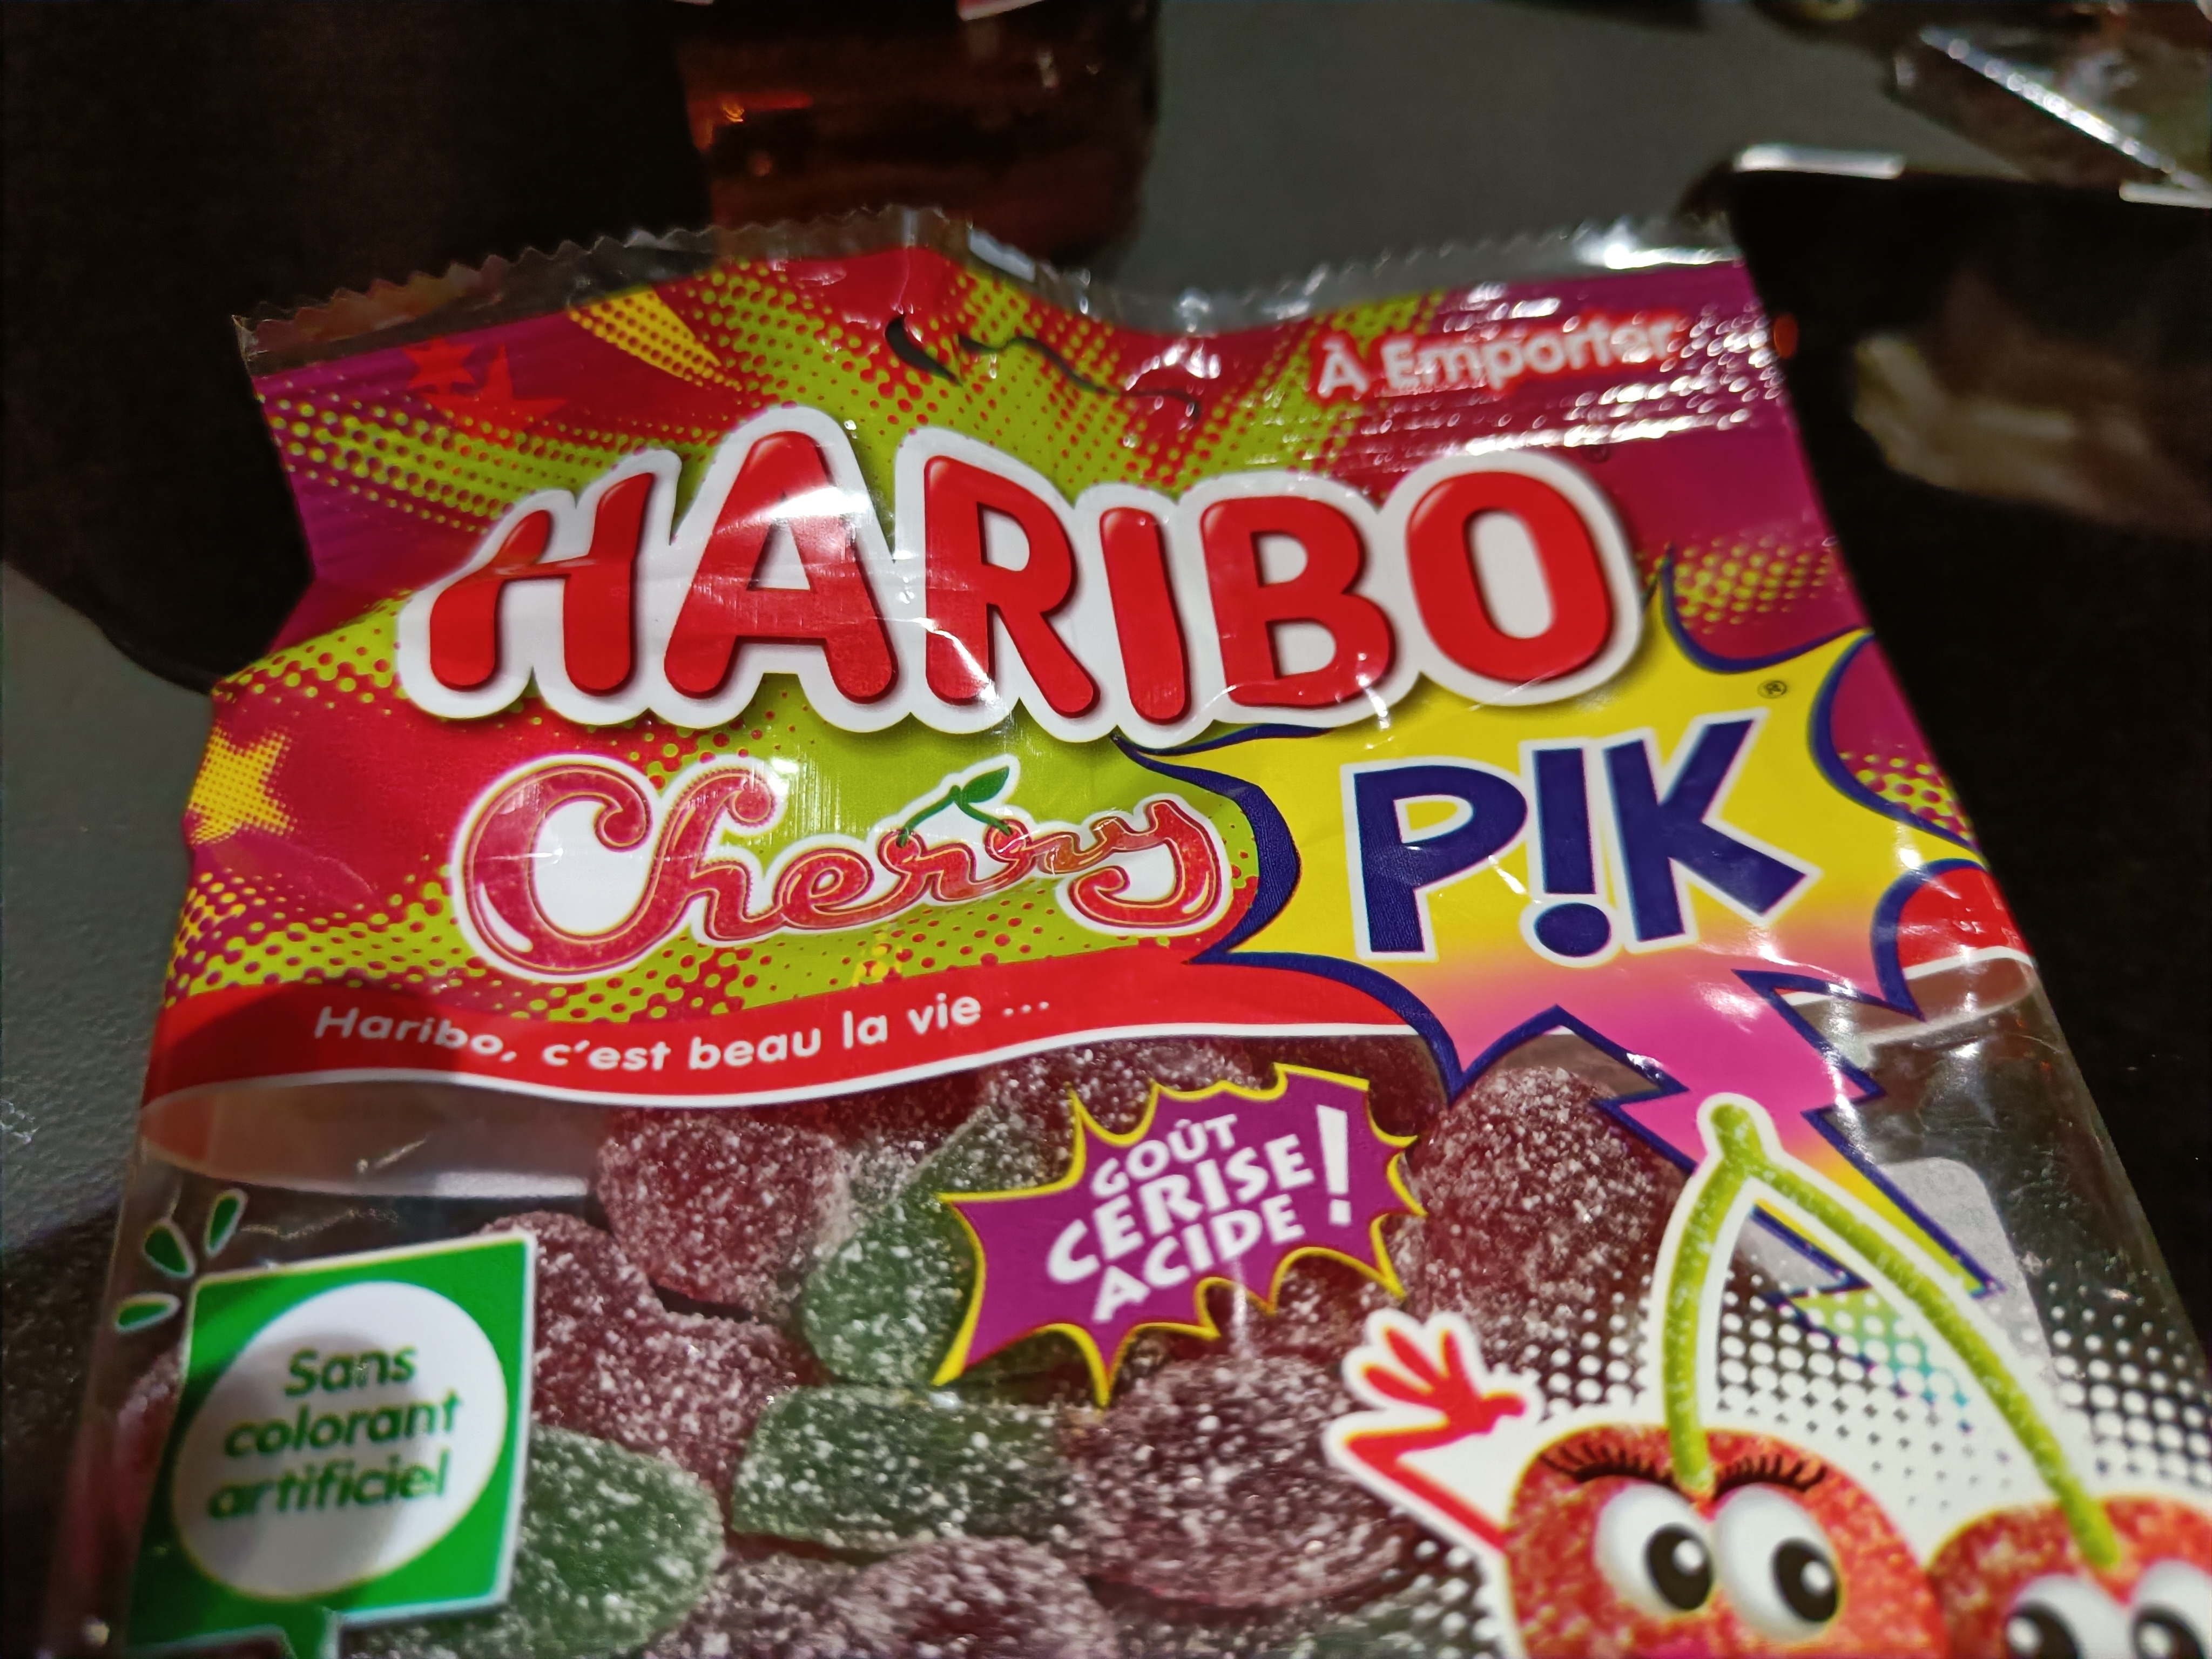 À Emporter
HARIBO
Cherry
P!K
®
Haribo, c'est beau la vie ...
GOÛT
CERISE
ACIDE !
Sans
colorant
artificiel